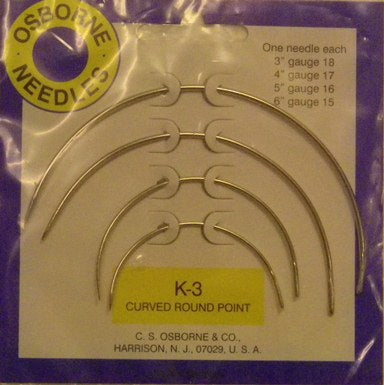 OSBORNE
NEEDLES
One needle each
3" gauge 18
4" gauge 17
5" gauge 16
6" gauge 15
K-3
CURVED ROUND POINT
C. S. OSBORNE & CO.,
HARRISON, N. J., 07029, U. S. A.